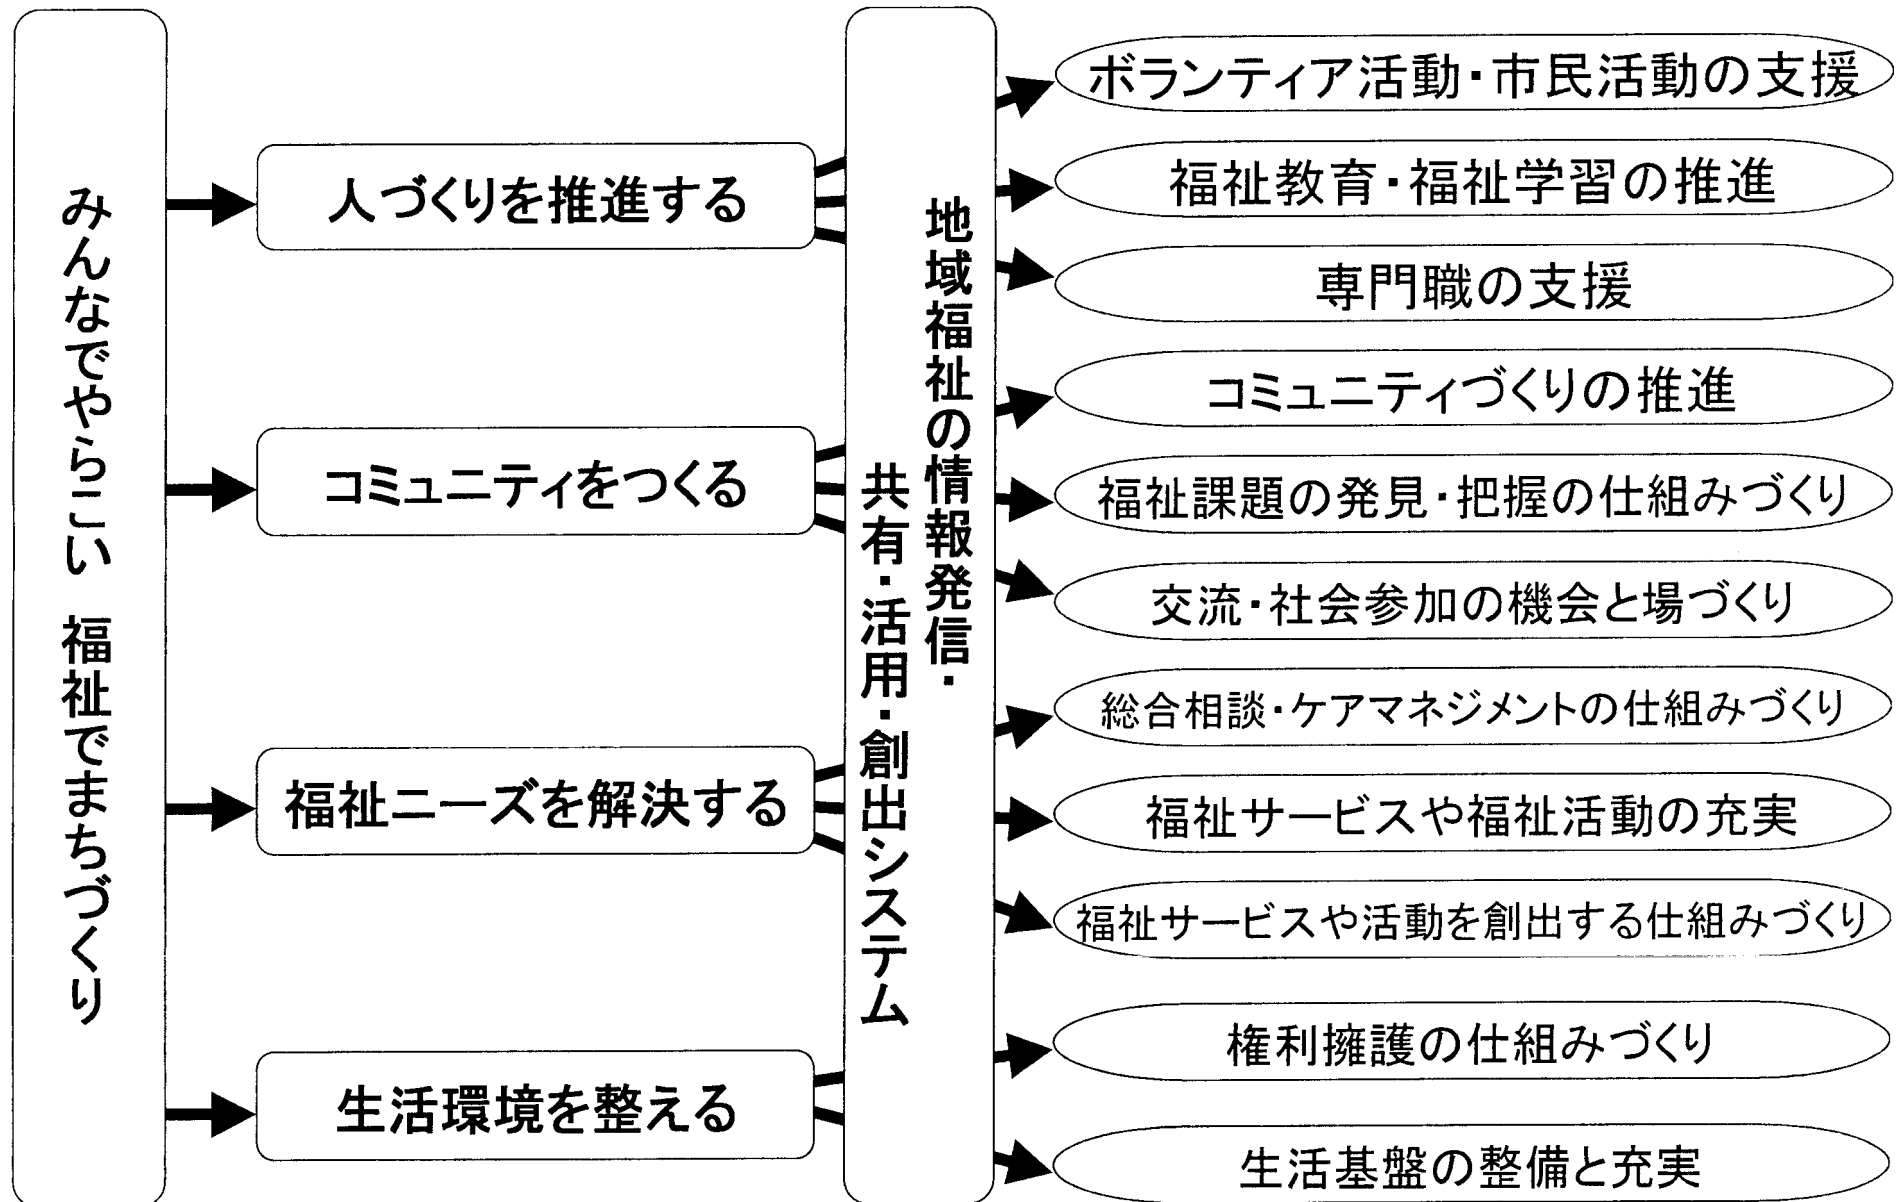 みんなでやらこい 福祉でまちづくり
人づくりを推進する
コミュニティをつくる
福祉ニーズを解決する
生活環境を整える
地域福祉の情報発信・
共有・活用・創出システム
ボランティア活動・市民活動の支援
福祉教育・福祉学習の推進
専門職の支援
コミュニティづくりの推進
福祉課題の発見・把握の仕組みづくり
交流・社会参加の機会と場づくり
総合相談・ケアマネジメントの仕組みづくり
福祉サービスや福祉活動の充実
福祉サービスや活動を創出する仕組みづくり
権利擁護の仕組みづくり
生活基盤の整備と充実